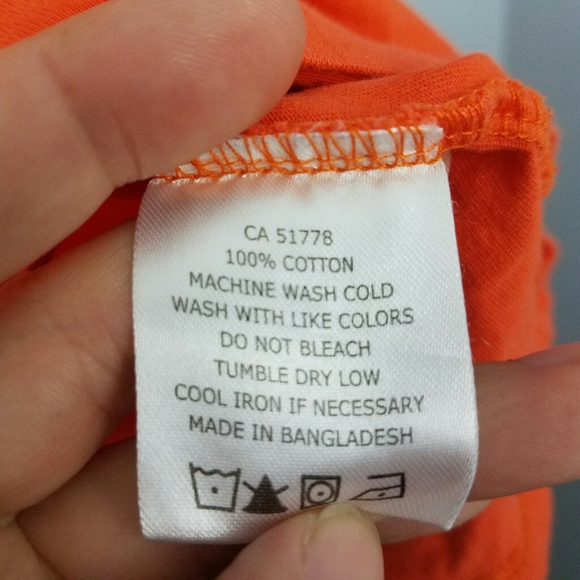 CA 51778
100% COTTON
MACHINE WASH COLD
WASH WITH LIKE COLORS
DO NOT BLEACH
TUMBLE DRY LOW
COOL IRON IF NECESSARY
MADE IN BANGLADESH